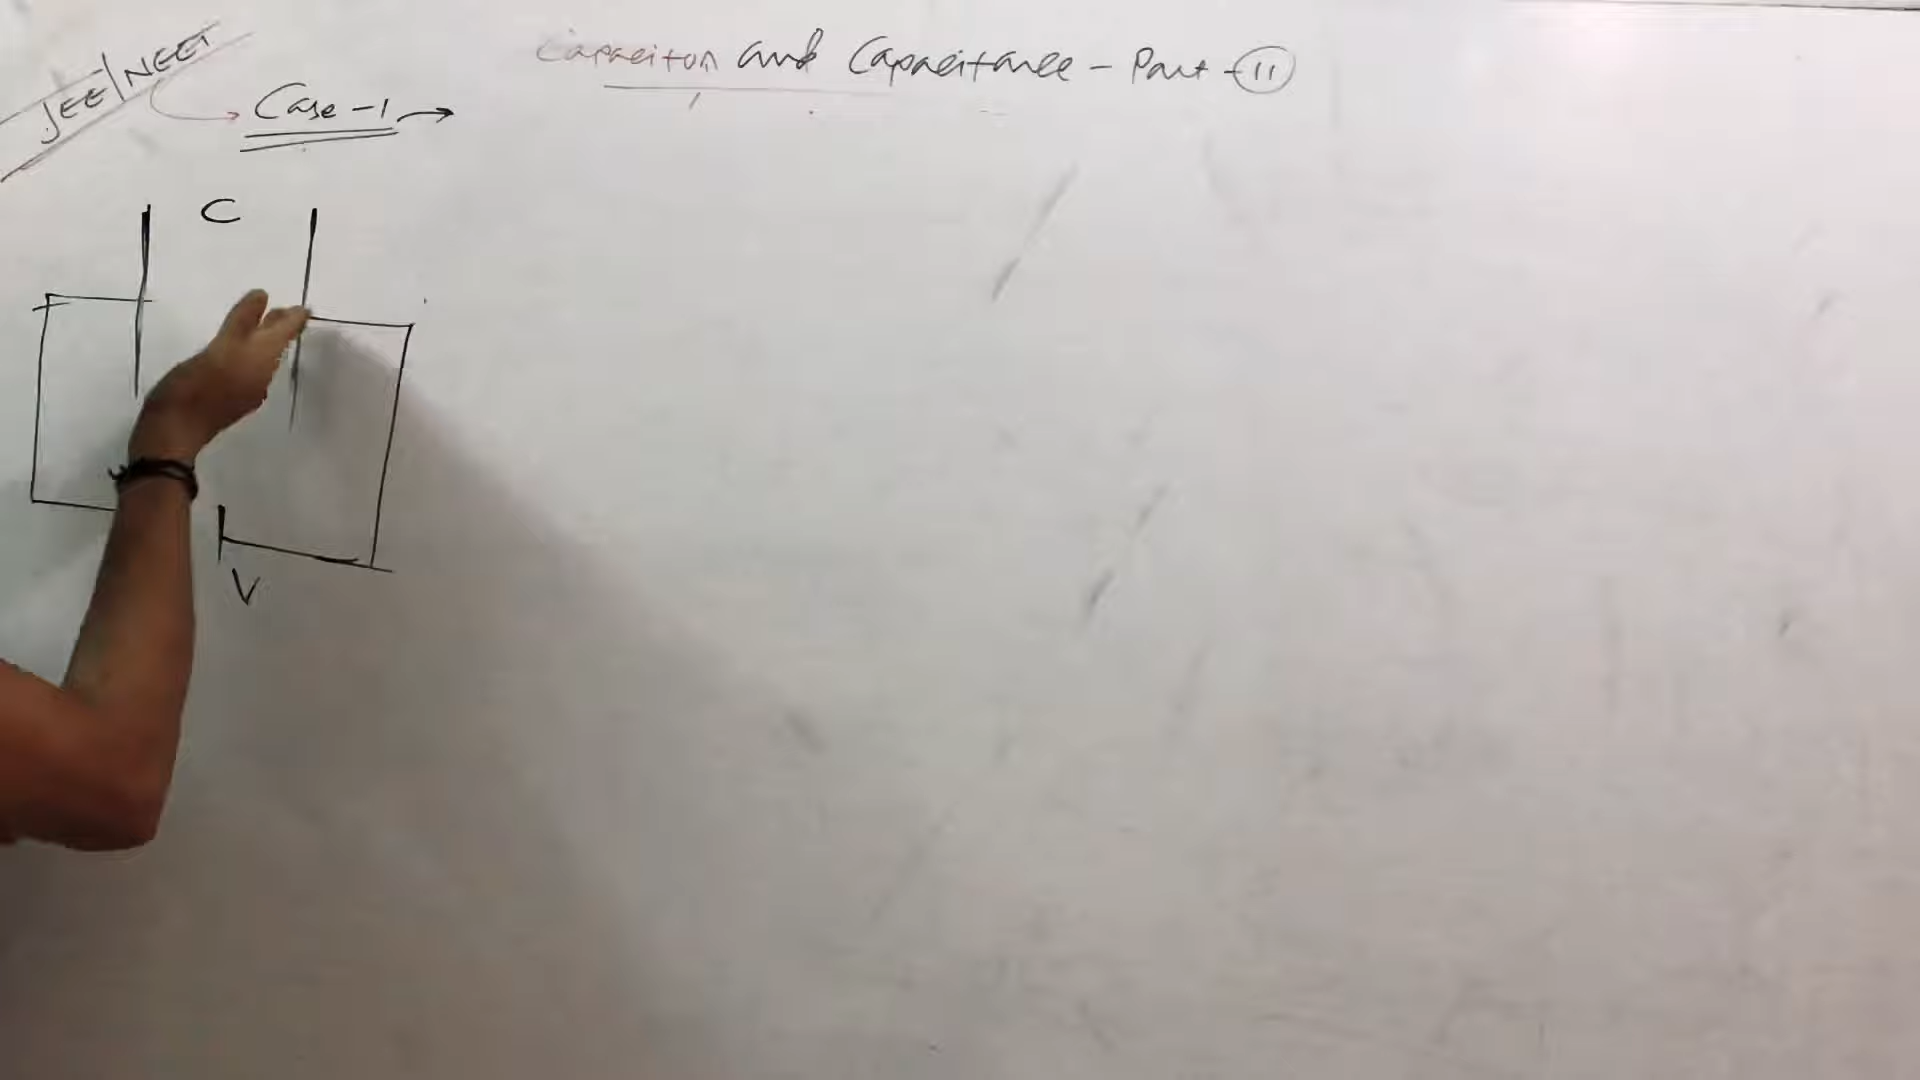 Capacitor and Capacitance - Part - 11
JEE/NEET
Case - 1 →
C
V